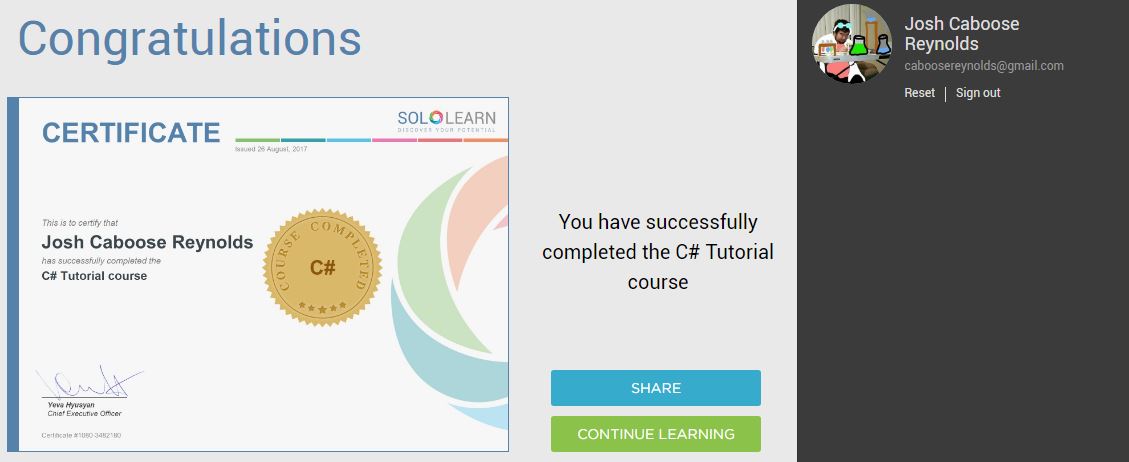 Congratulations
CERTIFICATE
SOLOLEARN
DISCOVER YOUR POTENTIAL
Issued 26 August, 2017
This is to certify that
Josh Caboose Reynolds
has successfully completed the
C# Tutorial course
COURSE COMPLETED
C#
Yeva Hyusyan
Chief Executive Officer
Certificate #1080-3482180
You have successfully
completed the C# Tutorial
course
SHARE
CONTINUE LEARNING
Josh Caboose
Reynolds
caboosereynolds@gmail.com
Reset | Sign out